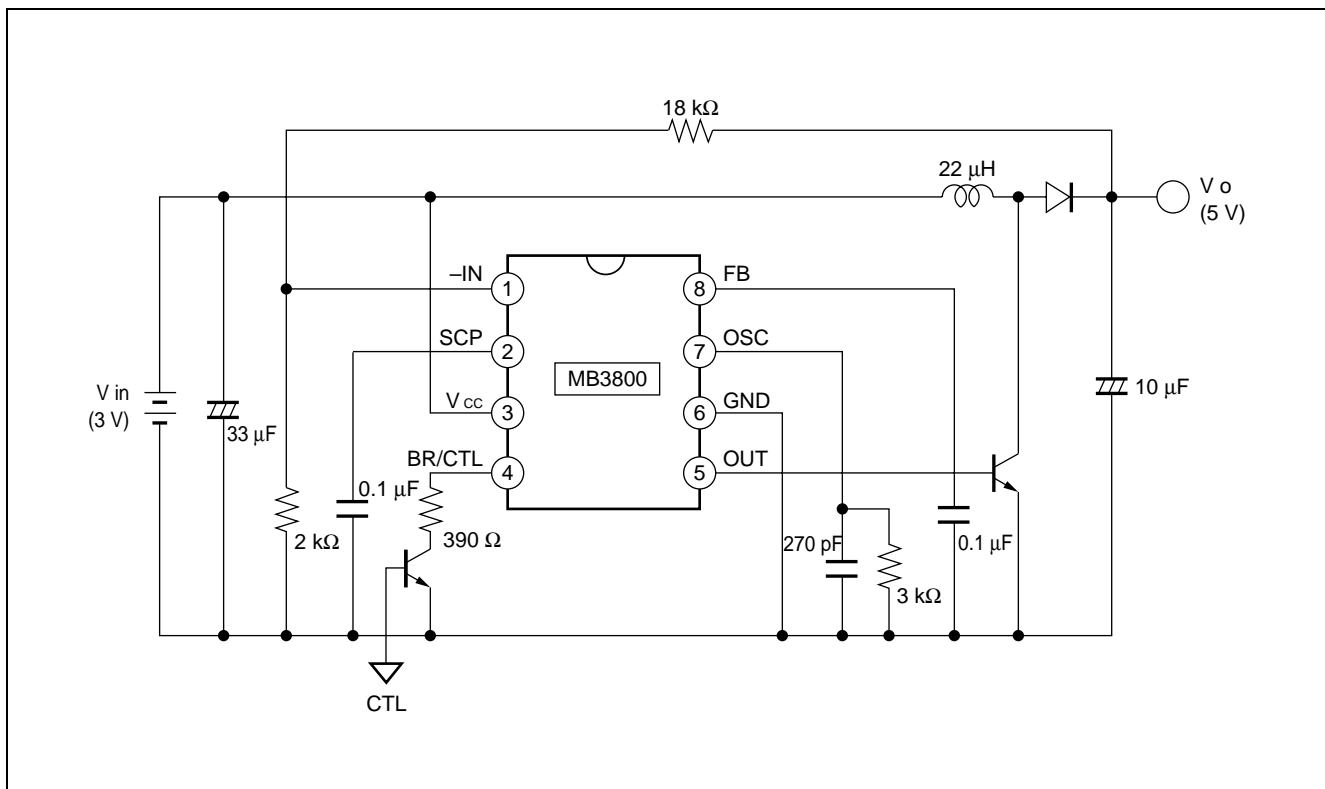 18 kΩ
22 μH
V o
(5 V)
–IN
FB
1
8
SCP
OSC
2
7
MB3800
V in
(3 V)
33 μF
10 μF
V CC
GND
3
6
BR/CTL
OUT
4
5
0.1 μF
2 kΩ
390 Ω
270 pF
3 kΩ
0.1 μF
CTL